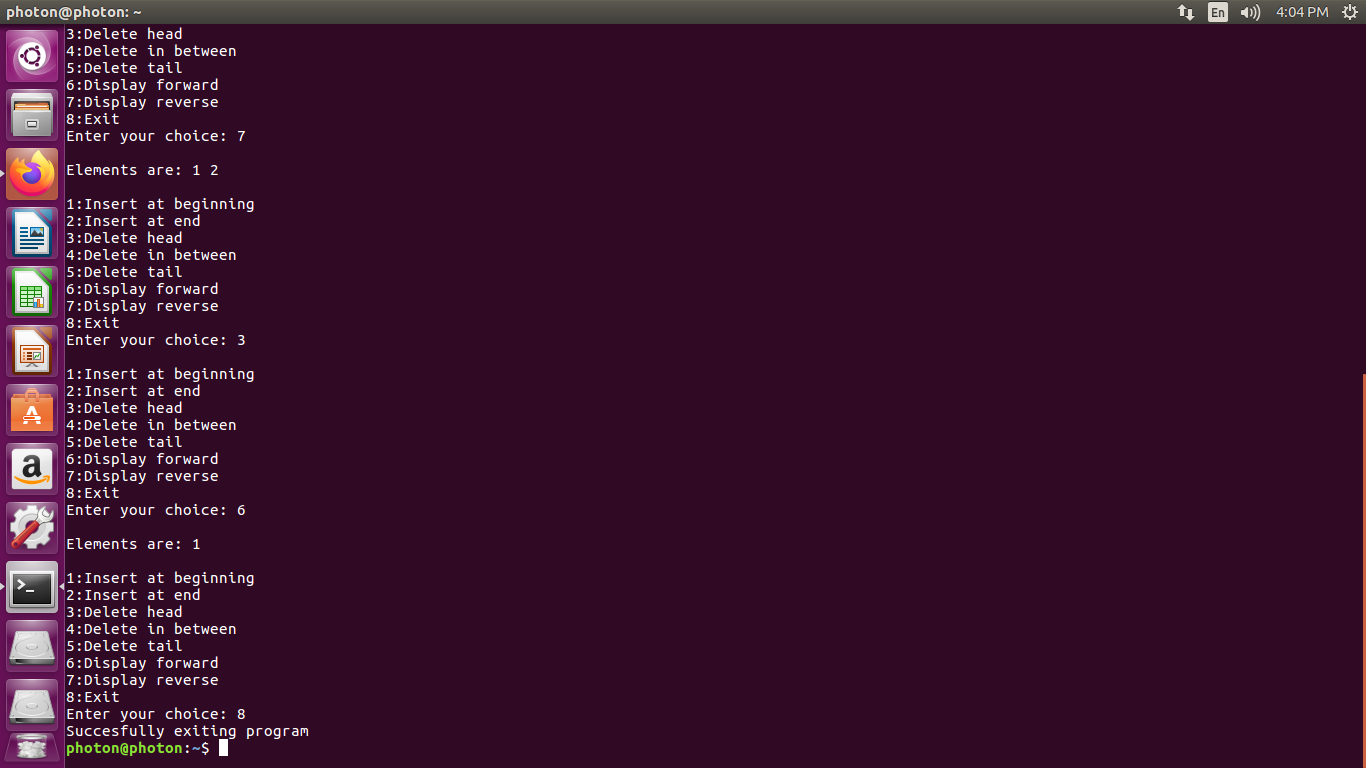 photon@photon: ~
En
4:04 PM
3:Delete head
4:Delete in between
5:Delete tail
6:Display forward
7:Display reverse
8:Exit
Enter your choice: 7
Elements are: 1 2
1:Insert at beginning
2:Insert at end
3:Delete head
4:Delete in between
5:Delete tail
6:Display forward
7:Display reverse
8:Exit
Enter your choice: 3
1:Insert at beginning
2:Insert at end
3:Delete head
4:Delete in between
5:Delete tail
6:Display forward
7:Display reverse
8:Exit
Enter your choice: 6
Elements are: 1
1:Insert at beginning
2:Insert at end
3:Delete head
4:Delete in between
5:Delete tail
6:Display forward
7:Display reverse
8:Exit
Enter your choice: 8
Succesfully exiting program
photon@photon:~$